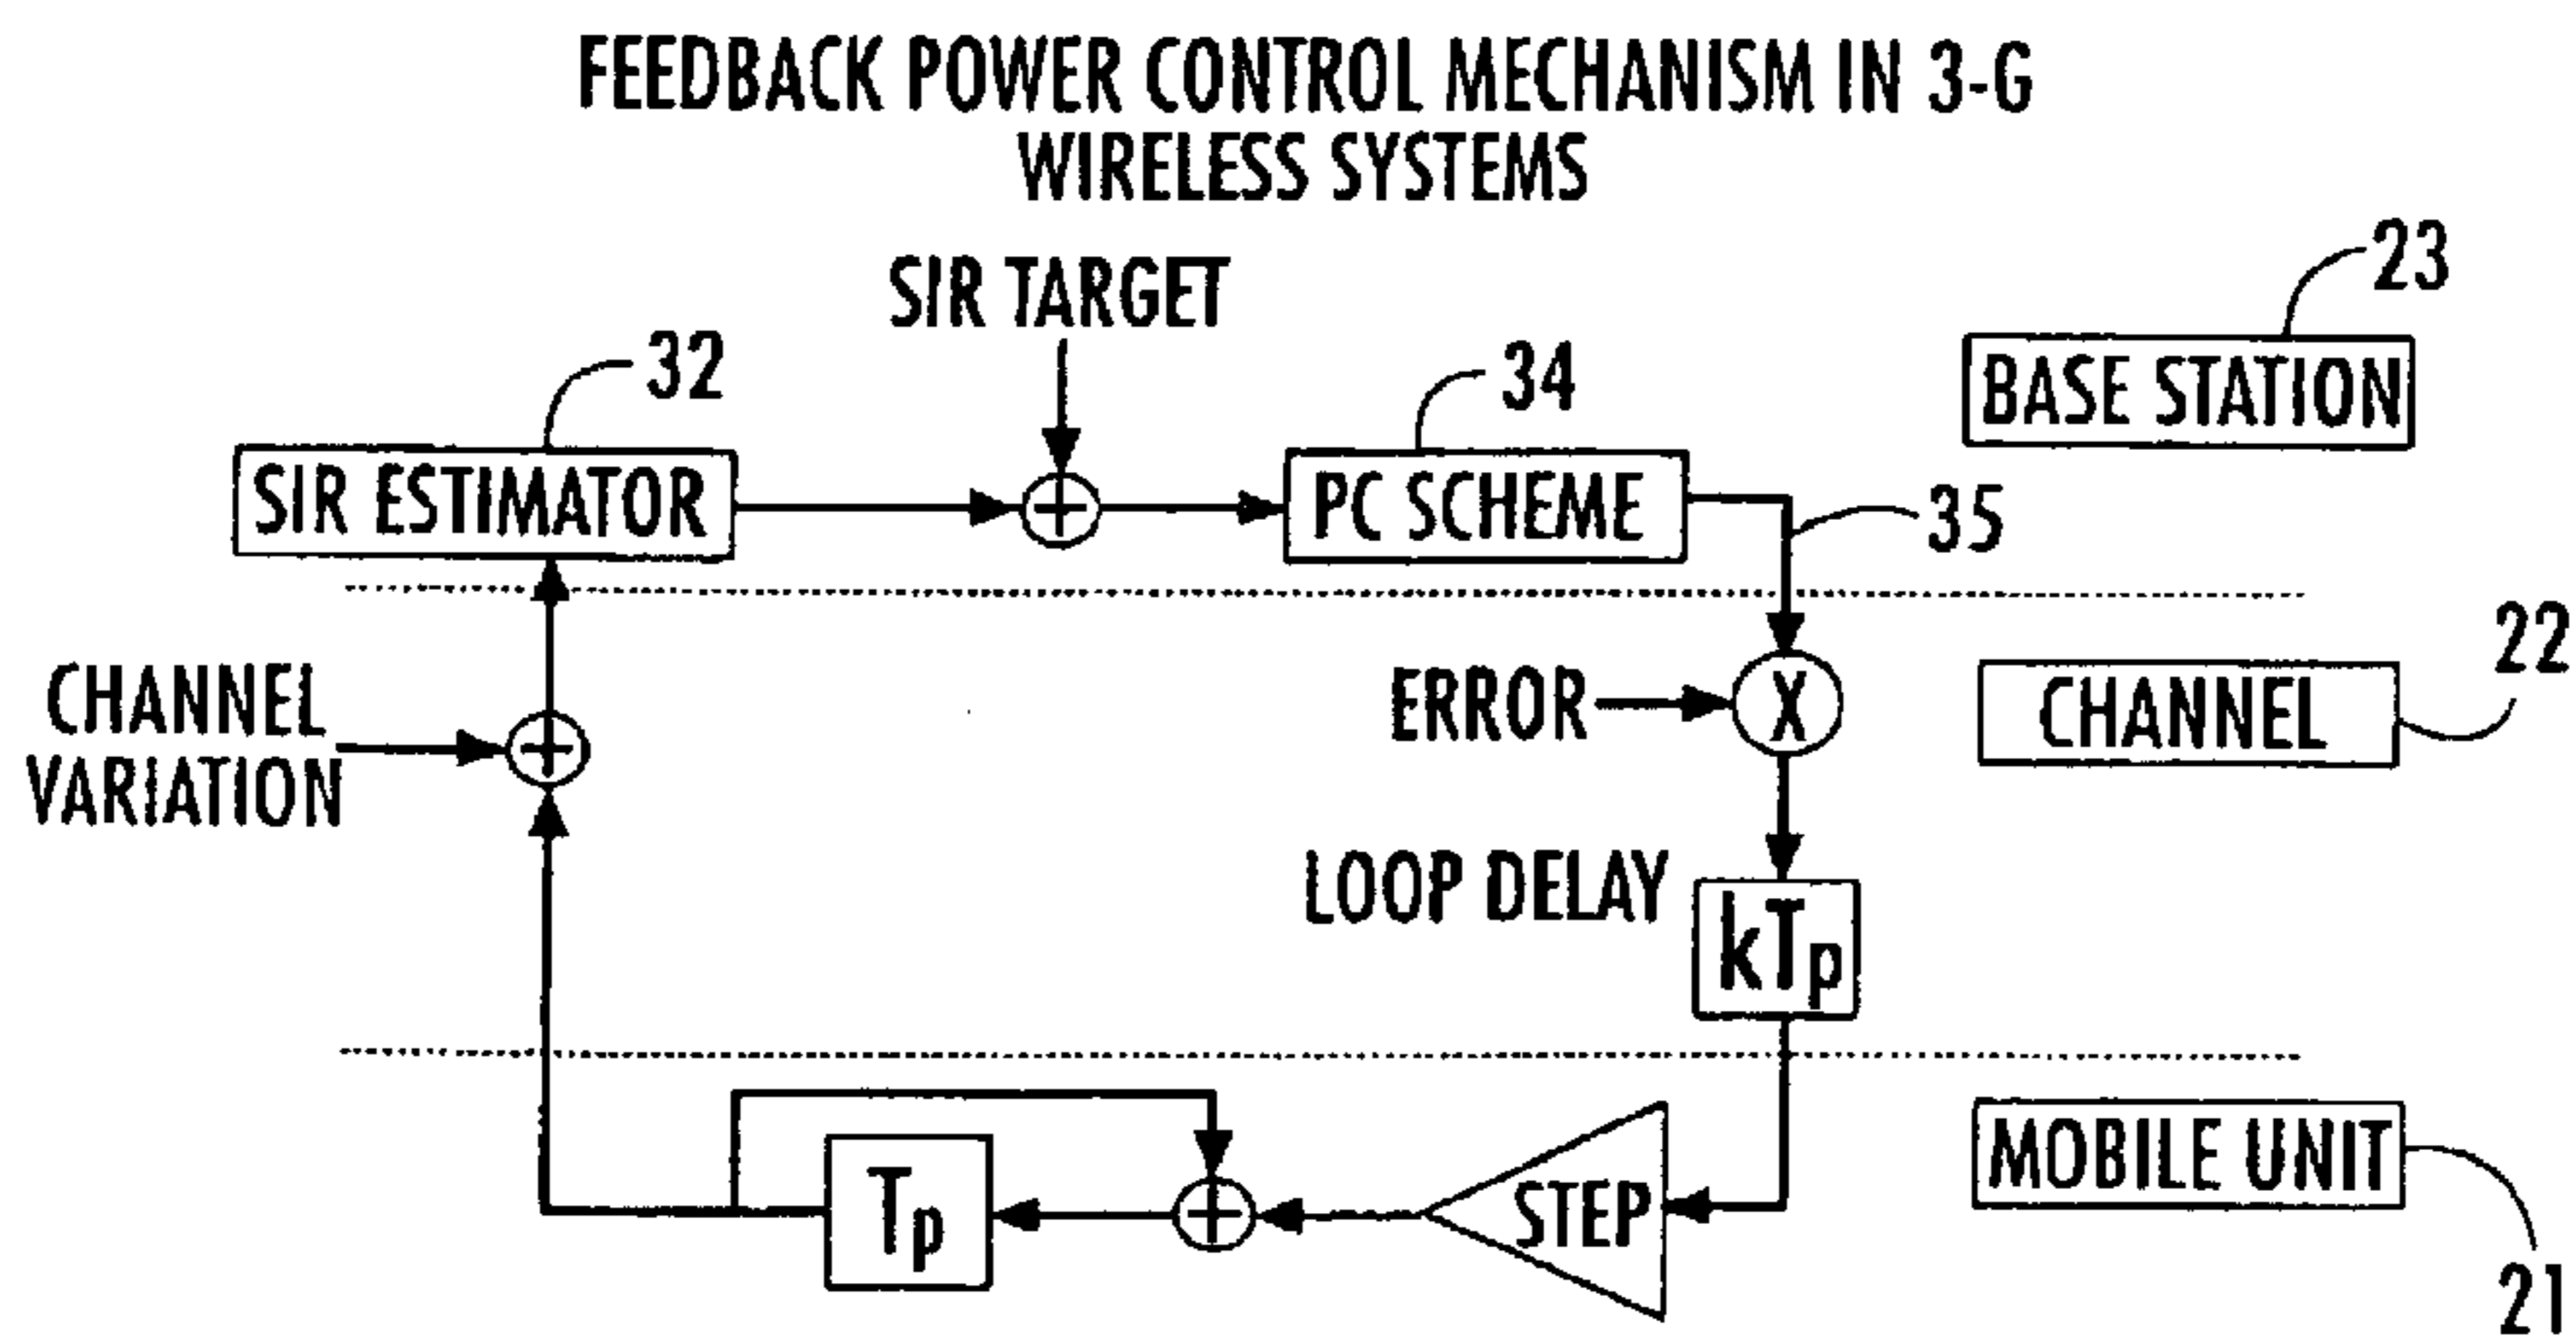 FEEDBACK POWER CONTROL MECHANISM IN 3-G
WIRELESS SYSTEMS
SIR TARGET
23
32
34
BASE STATION
SIR ESTIMATOR
+
PC SCHEME
35
22
CHANNEL
VARIATION
+
ERROR
X
CHANNEL
LOOP DELAY
kTp
MOBILE UNIT
Tp
+
STEP
21